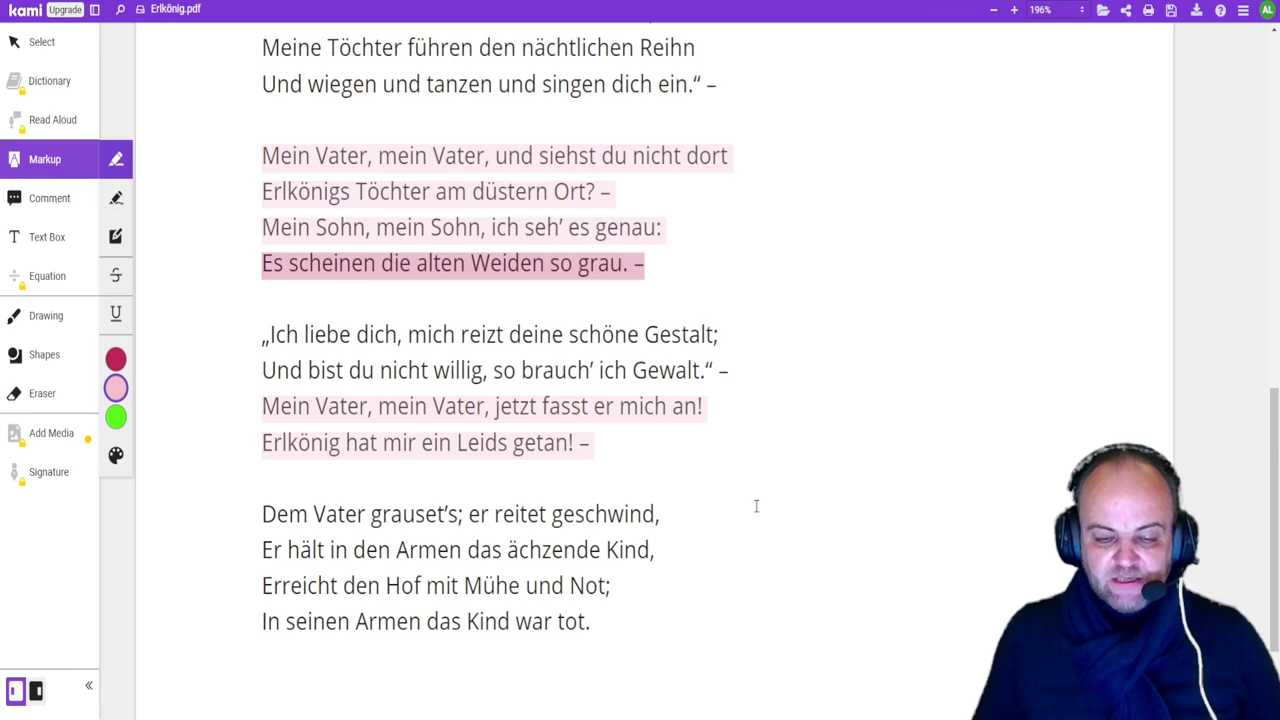 kami Upgrade Erlkönig.pdf 196% AL
Select
Dictionary
Read Aloud
Markup
Comment
Text Box
Equation
Drawing
Shapes
Eraser
Add Media
Signature
Meine Töchter führen den nächtlichen Reihn
Und wiegen und tanzen und singen dich ein.“ –
Mein Vater, mein Vater, und siehst du nicht dort
Erlkönigs Töchter am düstern Ort? –
Mein Sohn, mein Sohn, ich seh’ es genau:
Es scheinen die alten Weiden so grau. –
„Ich liebe dich, mich reizt deine schöne Gestalt;
Und bist du nicht willig, so brauch’ ich Gewalt.“ –
Mein Vater, mein Vater, jetzt fasst er mich an!
Erlkönig hat mir ein Leids getan! –
Dem Vater grauset’s; er reitet geschwind,
Er hält in den Armen das ächzende Kind,
Erreicht den Hof mit Mühe und Not;
In seinen Armen das Kind war tot.